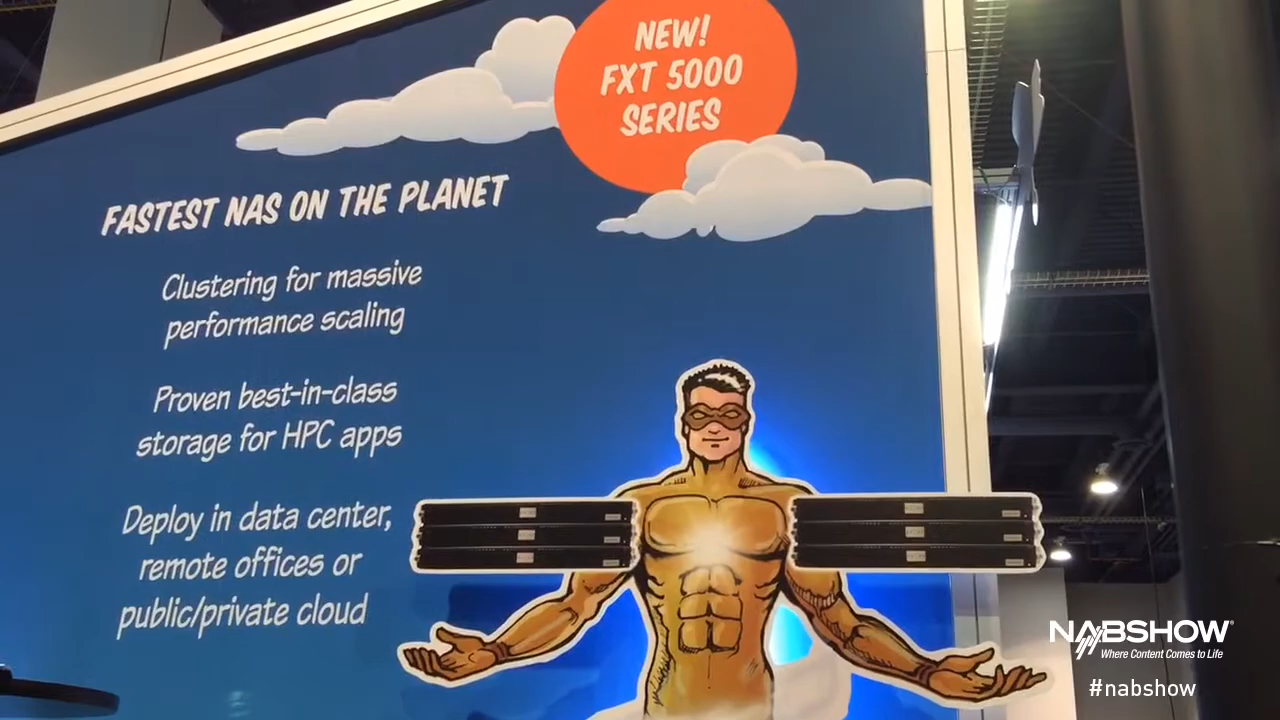 NEW!
FXT 5000
SERIES
FASTEST NAS ON THE PLANET
Clustering for massive
performance scaling
Proven best-in-class
storage for HPC apps
Deploy in data center,
remote offices or
public/private cloud
NABSHOW®
Where Content Comes to Life
#nabshow